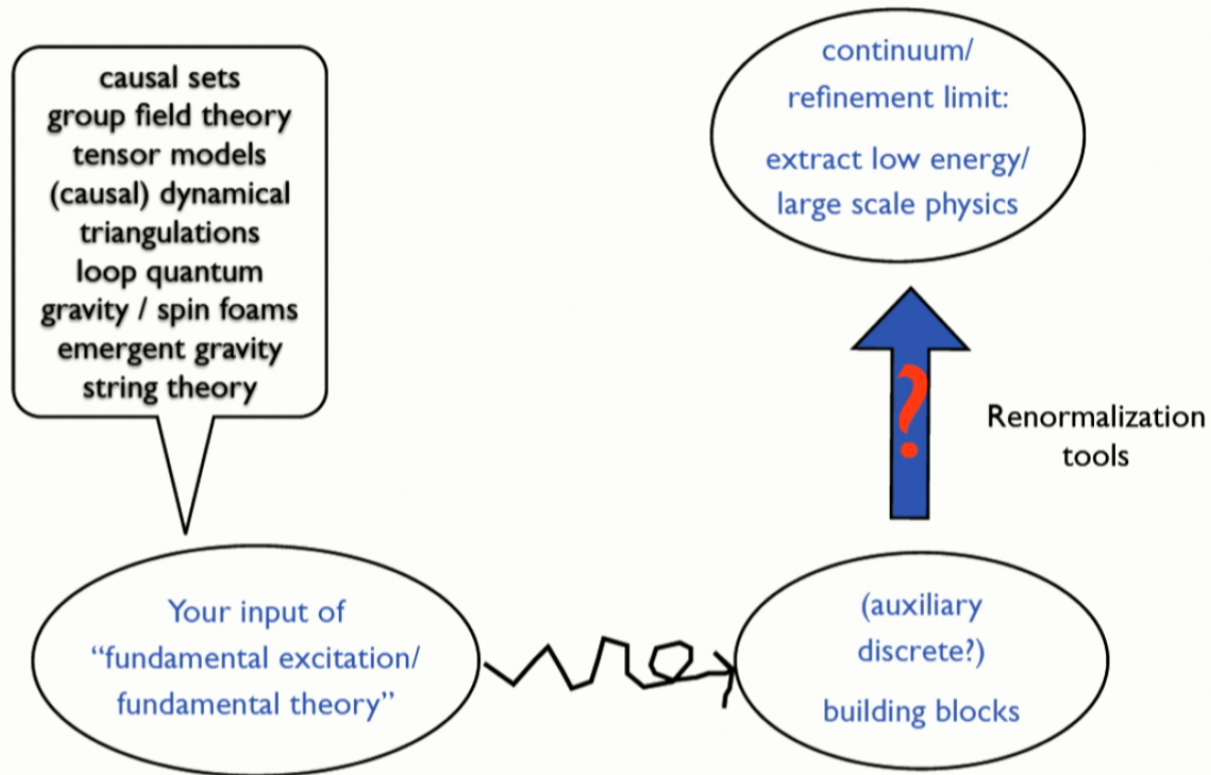 causal sets
group field theory
tensor models
(causal) dynamical
triangulations
loop quantum
gravity / spin foams
emergent gravity
string theory
continuum/
refinement limit:
extract low energy/
large scale physics
?
Renormalization
tools
Your input of
“fundamental excitation/
fundamental theory”
(auxiliary
discrete?)
building blocks